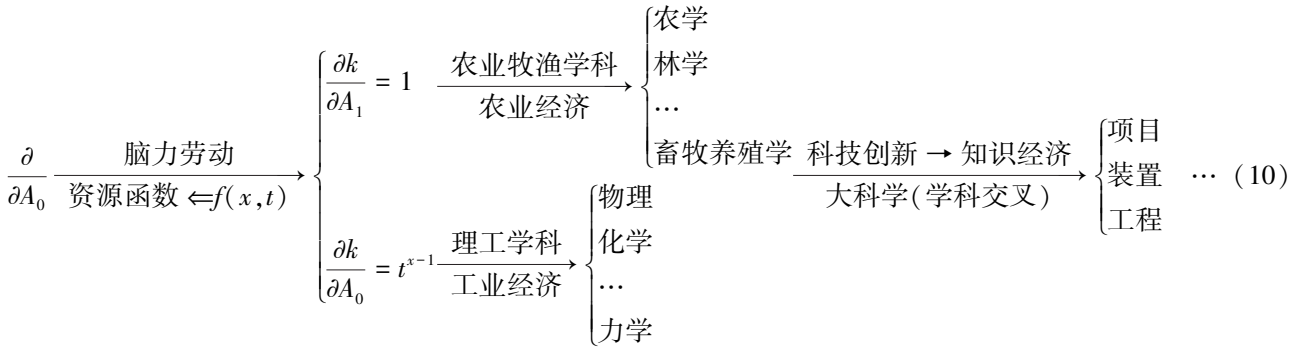 ∂/∂A₀ 脑力劳动 资源函数 ⇐ f(x,t)
∂k/∂A₁ = 1 农业牧渔学科 农业经济
农学
林学
…
畜牧养殖学
∂k/∂A₀ = t^{x-1} 理工学科 工业经济
物理
化学
…
力学
科技创新 → 知识经济
大科学(学科交叉)
项目
装置
工程
… (10)